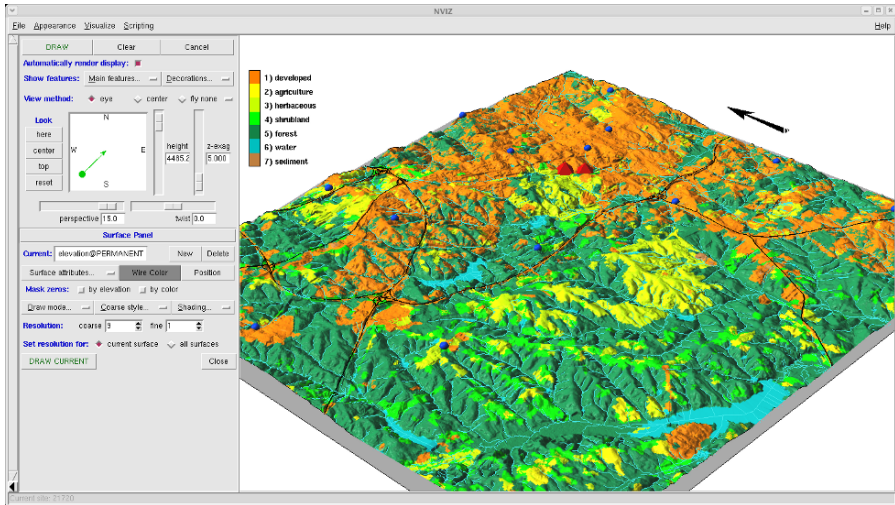 NVIZ
File Appearance Visualize Scripting Help
DRAW Clear Cancel
Automatically render display:
Show features: Main features... Decorations...
View method: eye center fly none
Look
here
center
top
reset
N
W E
S
height z-exag
4485.2 5.000
perspective 15.0 twist 0.0
Surface Panel
Current: elevation@PERMANENT New Delete
Surface attributes... Wire Color Position
Mask zeros: by elevation by color
Draw mode... Coarse style... Shading...
Resolution: coarse 9 fine 1
Set resolution for: current surface all surfaces
DRAW CURRENT Close
1) developed
2) agriculture
3) herbaceous
4) shrubland
5) forest
6) water
7) sediment
Current site: 21720